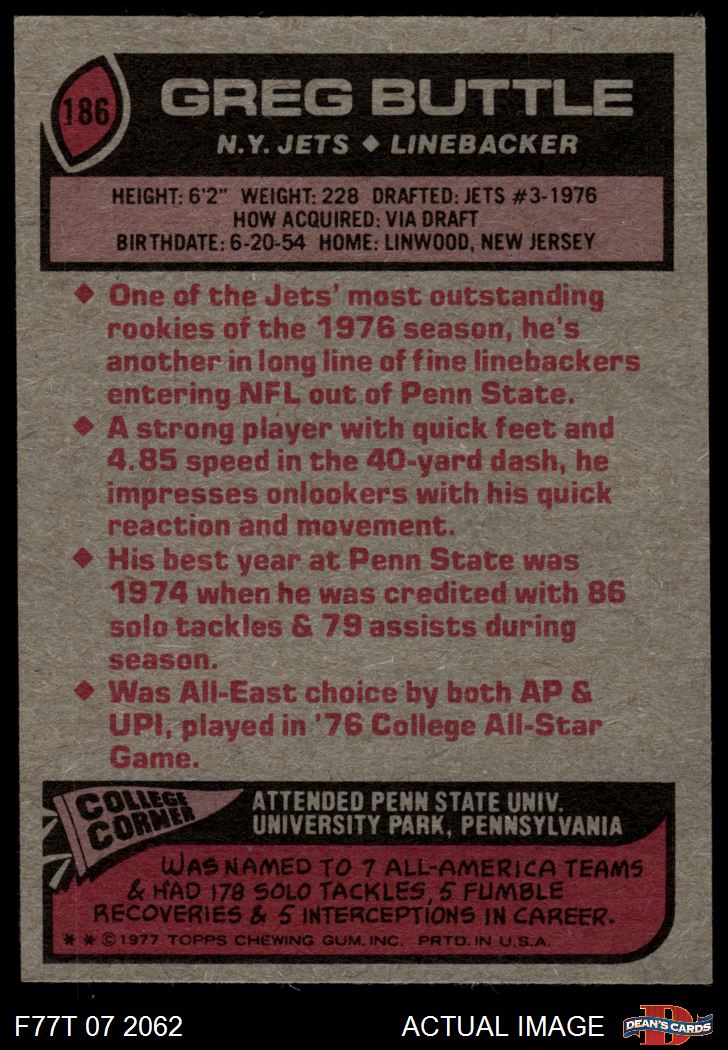 186
GREG BUTTLE
N.Y. JETS ◆ LINEBACKER
HEIGHT: 6'2" WEIGHT: 228 DRAFTED: JETS #3-1976
HOW ACQUIRED: VIA DRAFT
BIRTHDATE: 6-20-54 HOME: LINWOOD, NEW JERSEY
◆ One of the Jets' most outstanding
rookies of the 1976 season, he's
another in long line of fine linebackers
entering NFL out of Penn State.
◆ A strong player with quick feet and
4.85 speed in the 40-yard dash, he
impresses onlookers with his quick
reaction and movement.
◆ His best year at Penn State was
1974 when he was credited with 86
solo tackles & 79 assists during
season.
◆ Was All-East choice by both AP &
UPI, played in '76 College All-Star
Game.
COLLEGE
CORNER
ATTENDED PENN STATE UNIV.
UNIVERSITY PARK, PENNSYLVANIA
WAS NAMED TO 7 ALL-AMERICA TEAMS
& HAD 178 SOLO TACKLES, 5 FUMBLE
RECOVERIES & 5 INTERCEPTIONS IN CAREER.
* * © 1977 TOPPS CHEWING GUM, INC. PRTD. IN U.S.A.
F77T 07 2062
ACTUAL IMAGE
D
DEAN'S CARDS